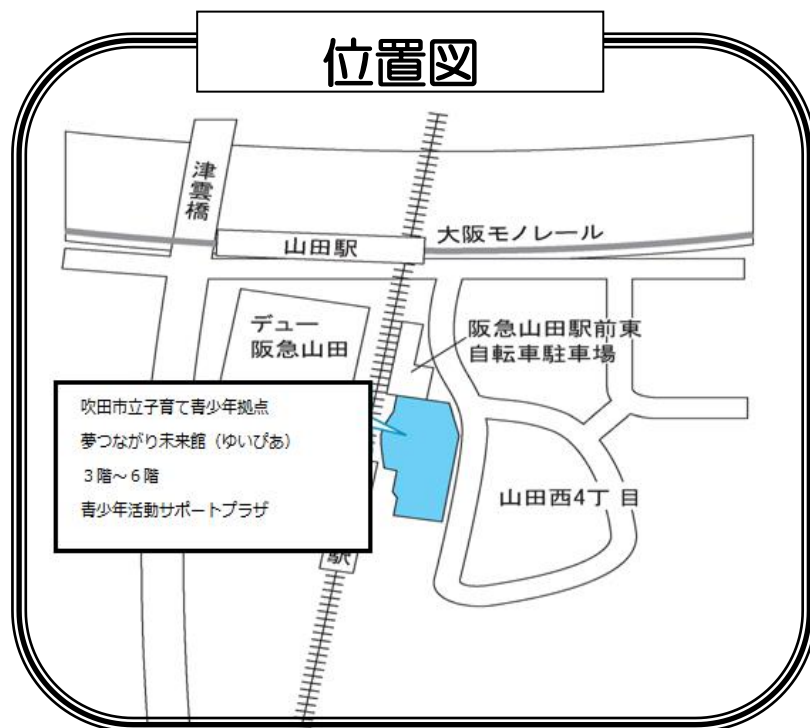 位置図
津雲橋
山田駅
大阪モノレール
デュー
阪急山田
阪急山田駅前東
自転車駐車場
吹田市立子育て青少年拠点
夢つながり未来館（ゆいぴあ）
３階～６階
青少年活動サポートプラザ
山田西4丁目
駅